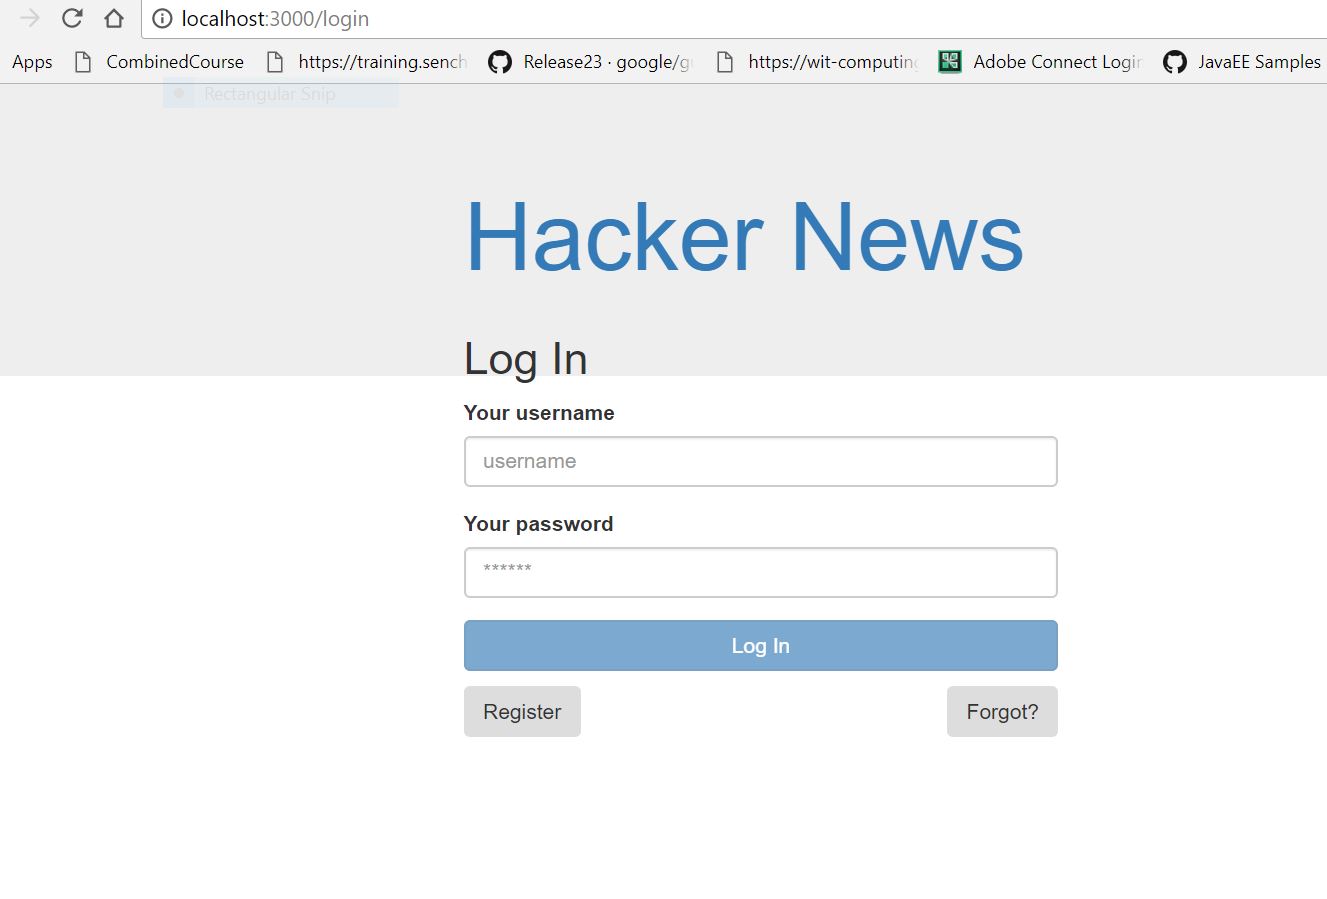 localhost:3000/login
Apps CombinedCourse https://training.sench Release23 · google/g https://wit-computing Adobe Connect Login JavaEE Samples
Rectangular Snip
Hacker News
Log In
Your username
username
Your password
******
Log In
Register Forgot?